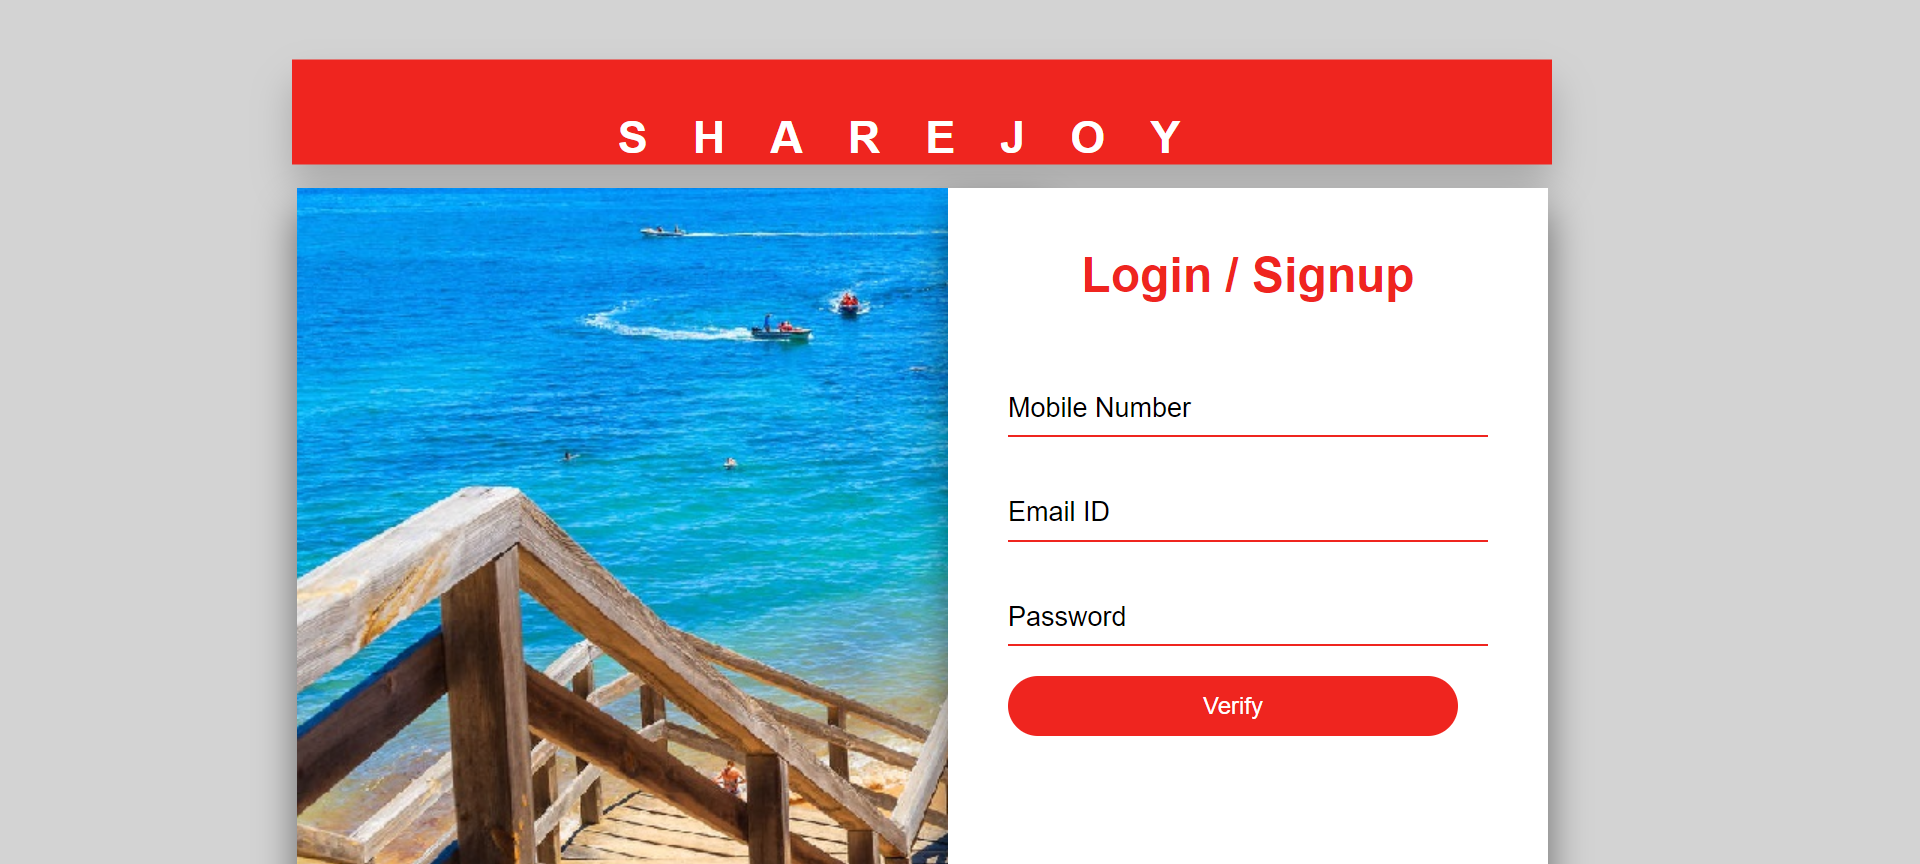 S H A R E J O Y
Login / Signup
Mobile Number
Email ID
Password
Verify